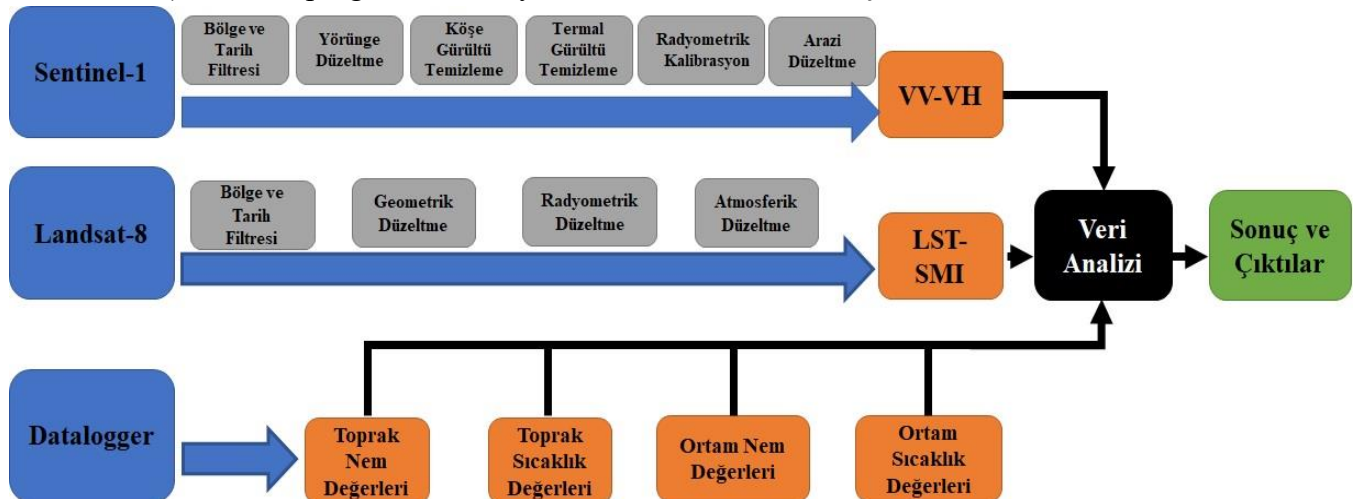 Sentinel-1
Bölge ve
Tarih
Filtresi
Yörünge
Düzeltme
Köşe
Gürültü
Temizleme
Termal
Gürültü
Temizleme
Radyometrik
Kalibrasyon
Arazi
Düzeltme
VV-VH
Landsat-8
Bölge ve
Tarih
Filtresi
Geometrik
Düzeltme
Radyometrik
Düzeltme
Atmosferik
Düzeltme
LST-
SMI
Veri
Analizi
Sonuç ve
Çıktılar
Datalogger
Toprak
Nem
Değerleri
Toprak
Sıcaklık
Değerleri
Ortam Nem
Değerleri
Ortam
Sıcaklık
Değerleri